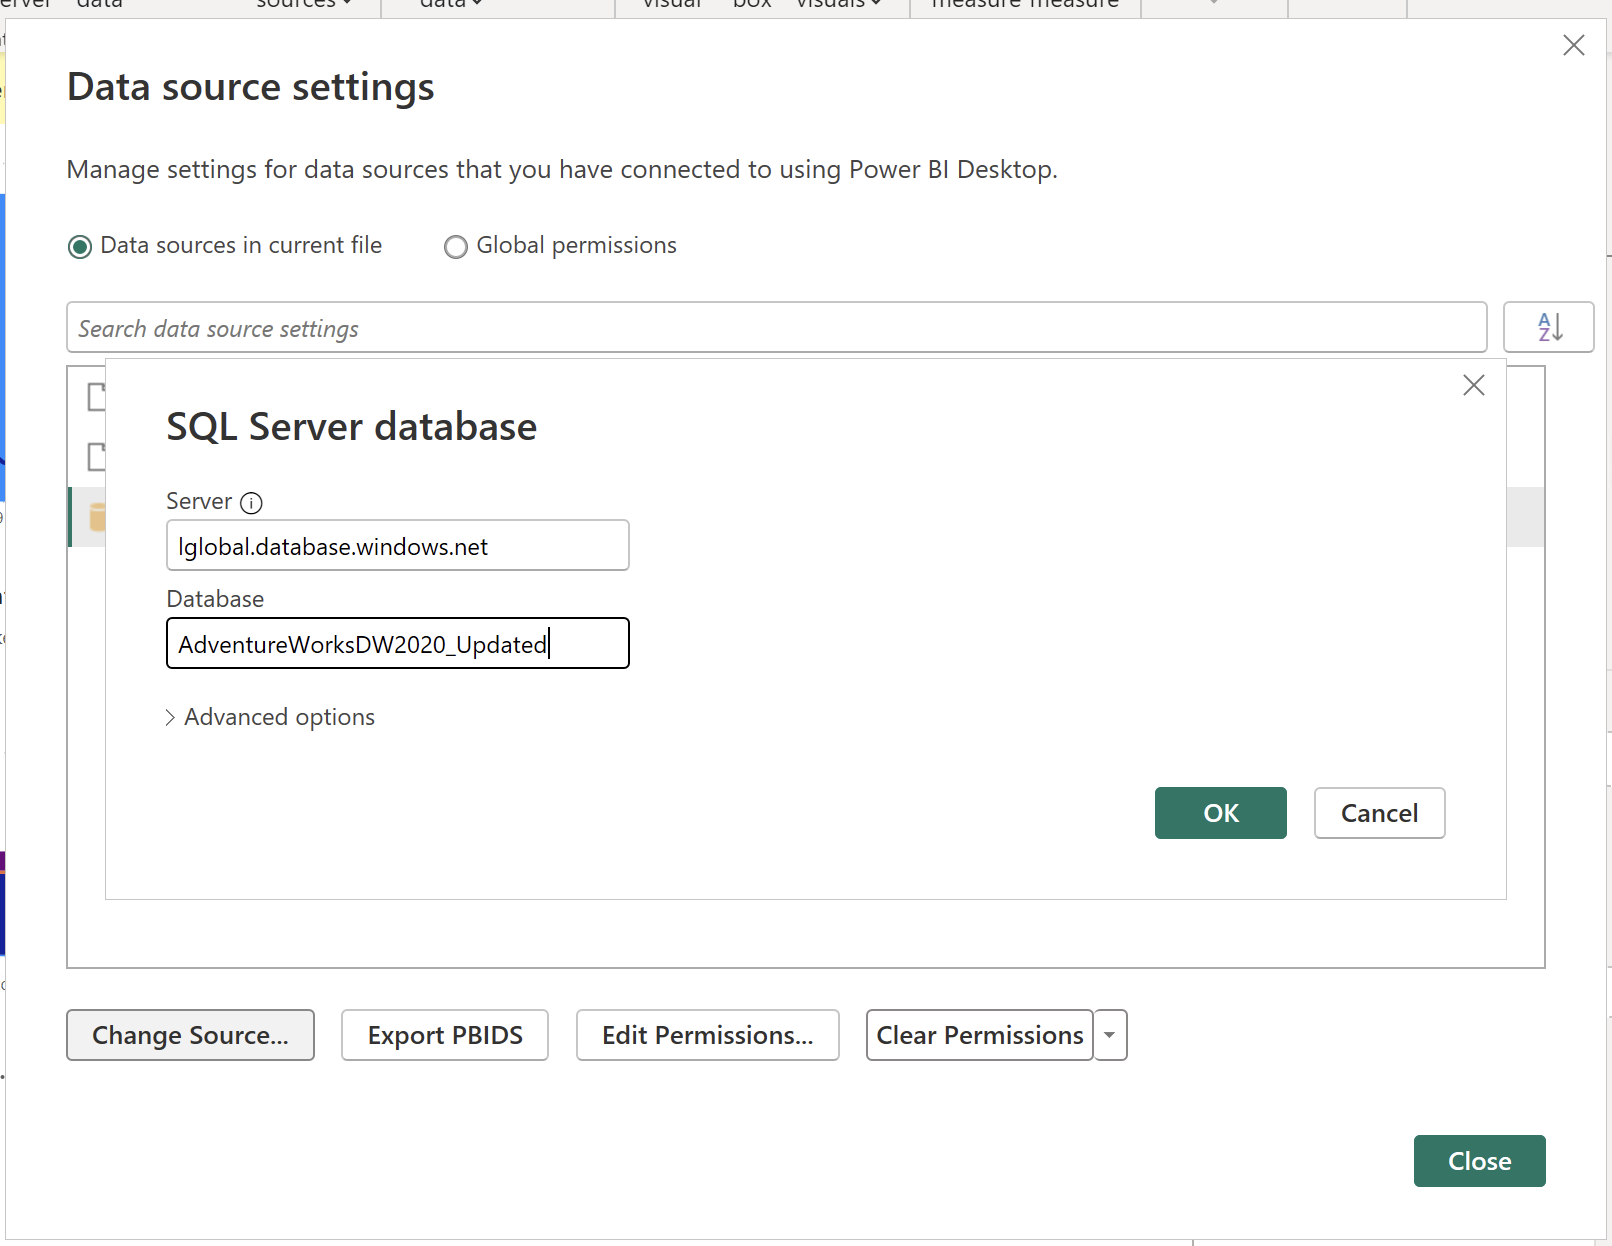 data sources data visual box visuals measure measure
Data source settings
Manage settings for data sources that you have connected to using Power BI Desktop.
Data sources in current file Global permissions
Search data source settings
A
Z
SQL Server database
Server
lglobal.database.windows.net
Database
AdventureWorksDW2020_Updated
Advanced options
OK Cancel
Change Source... Export PBIDS Edit Permissions... Clear Permissions
Close